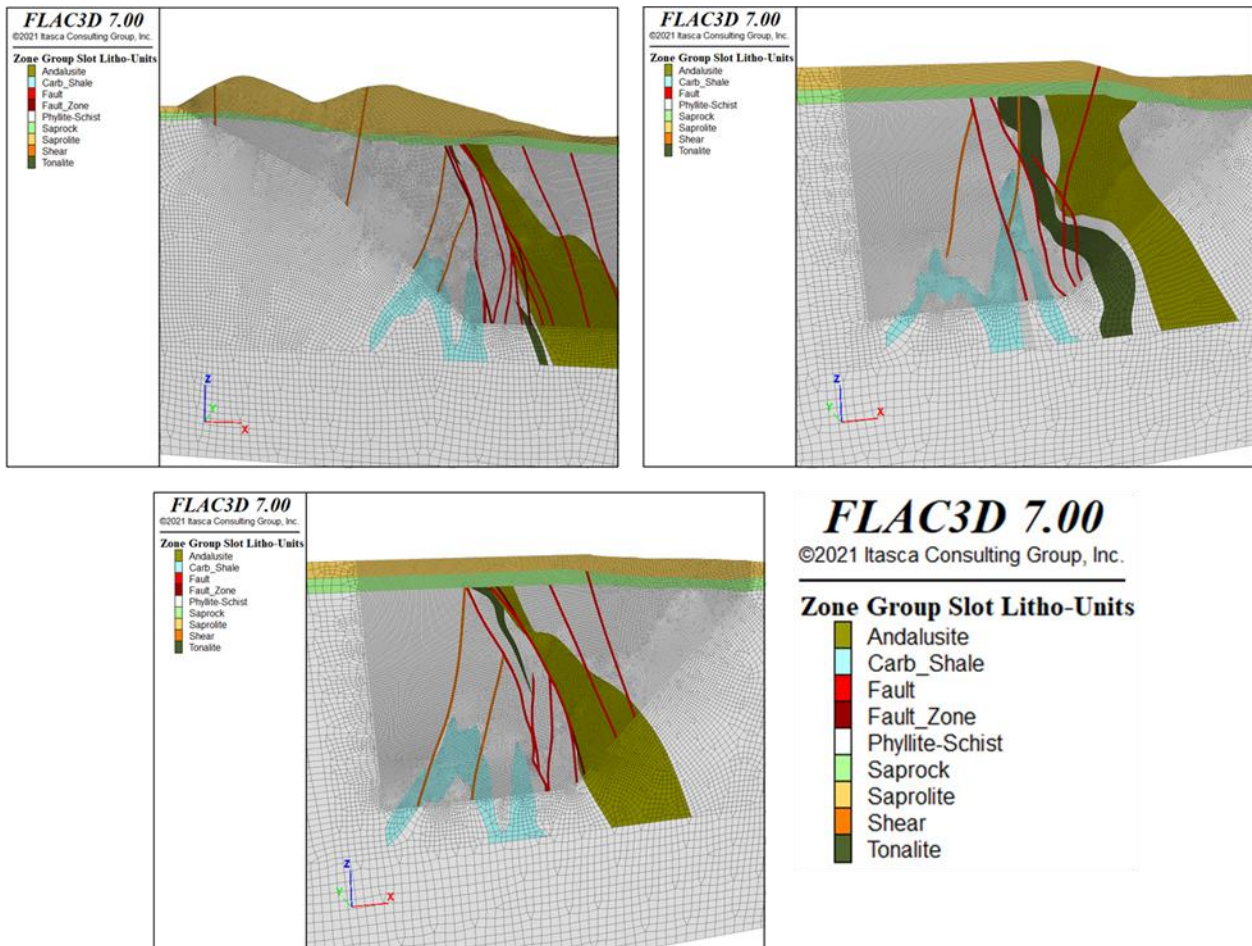 FLAC3D 7.00
©2021 Itasca Consulting Group, Inc.
Zone Group Slot Litho-Units
Andalusite
Carb_Shale
Fault
Fault_Zone
Phyllite-Schist
Saprock
Saprolite
Shear
Tonalite
Z
Y
X
FLAC3D 7.00
©2021 Itasca Consulting Group, Inc.
Zone Group Slot Litho-Units
Andalusite
Carb_Shale
Fault
Fault_Zone
Phyllite-Schist
Saprock
Saprolite
Shear
Tonalite
Z
Y
X
FLAC3D 7.00
©2021 Itasca Consulting Group, Inc.
Zone Group Slot Litho-Units
Andalusite
Carb_Shale
Fault
Fault_Zone
Phyllite-Schist
Saprock
Saprolite
Shear
Tonalite
Z
Y
X
FLAC3D 7.00
©2021 Itasca Consulting Group, Inc.
Zone Group Slot Litho-Units
Andalusite
Carb_Shale
Fault
Fault_Zone
Phyllite-Schist
Saprock
Saprolite
Shear
Tonalite